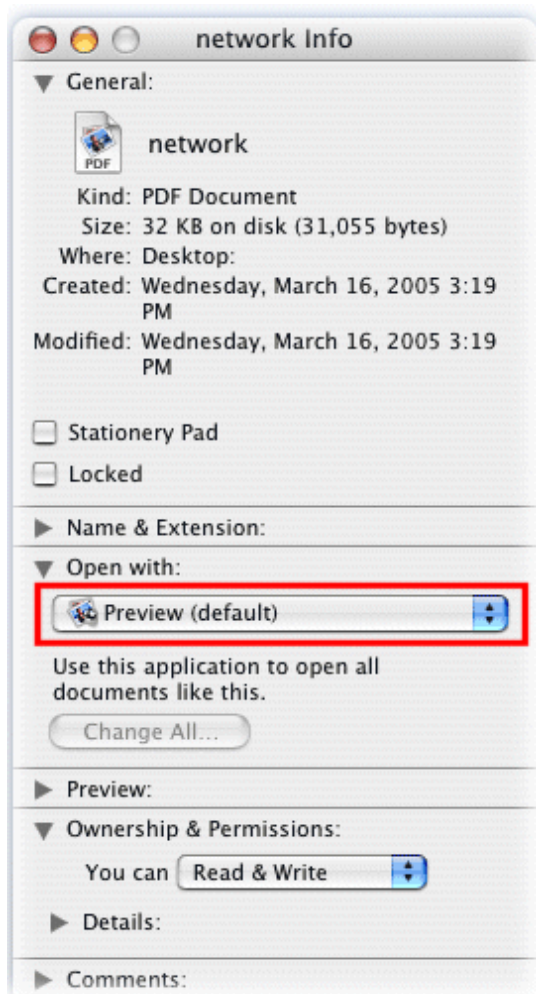 network Info
General:
PDF
network
Kind: PDF Document
Size: 32 KB on disk (31,055 bytes)
Where: Desktop:
Created: Wednesday, March 16, 2005 3:19
PM
Modified: Wednesday, March 16, 2005 3:19
PM
Stationery Pad
Locked
Name & Extension:
Open with:
Preview (default)
Use this application to open all
documents like this.
Change All...
Preview:
Ownership & Permissions:
You can Read & Write
Details:
Comments: